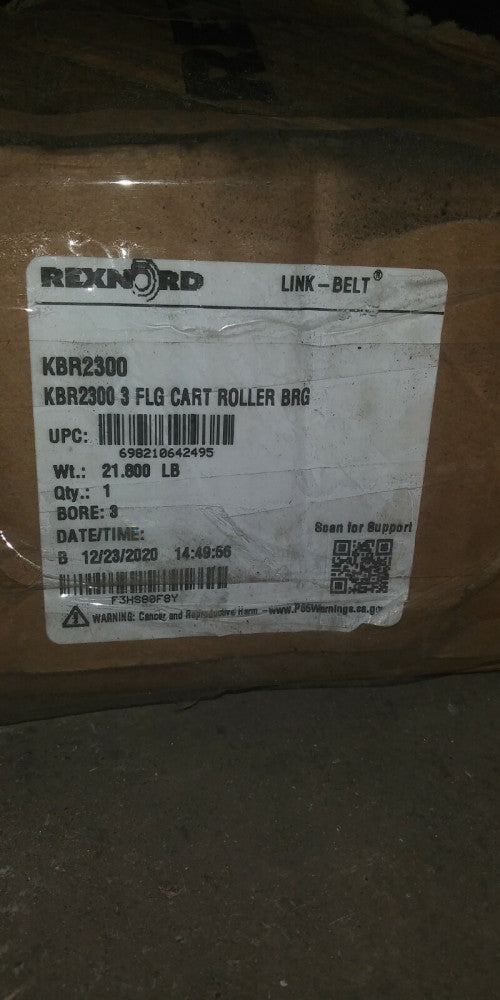 REXNORD LINK-BELT®
KBR2300
KBR2300 3 FLG CART ROLLER BRG
UPC:
698210642495
Wt.: 21.600 LB
Qty.: 1
BORE: 3
DATE/TIME:
B 12/23/2020 14:49:56
Scan for Support
F3HS80F8Y
WARNING: Cancer and Reproductive Harm -www.P65Warnings.ca.gov